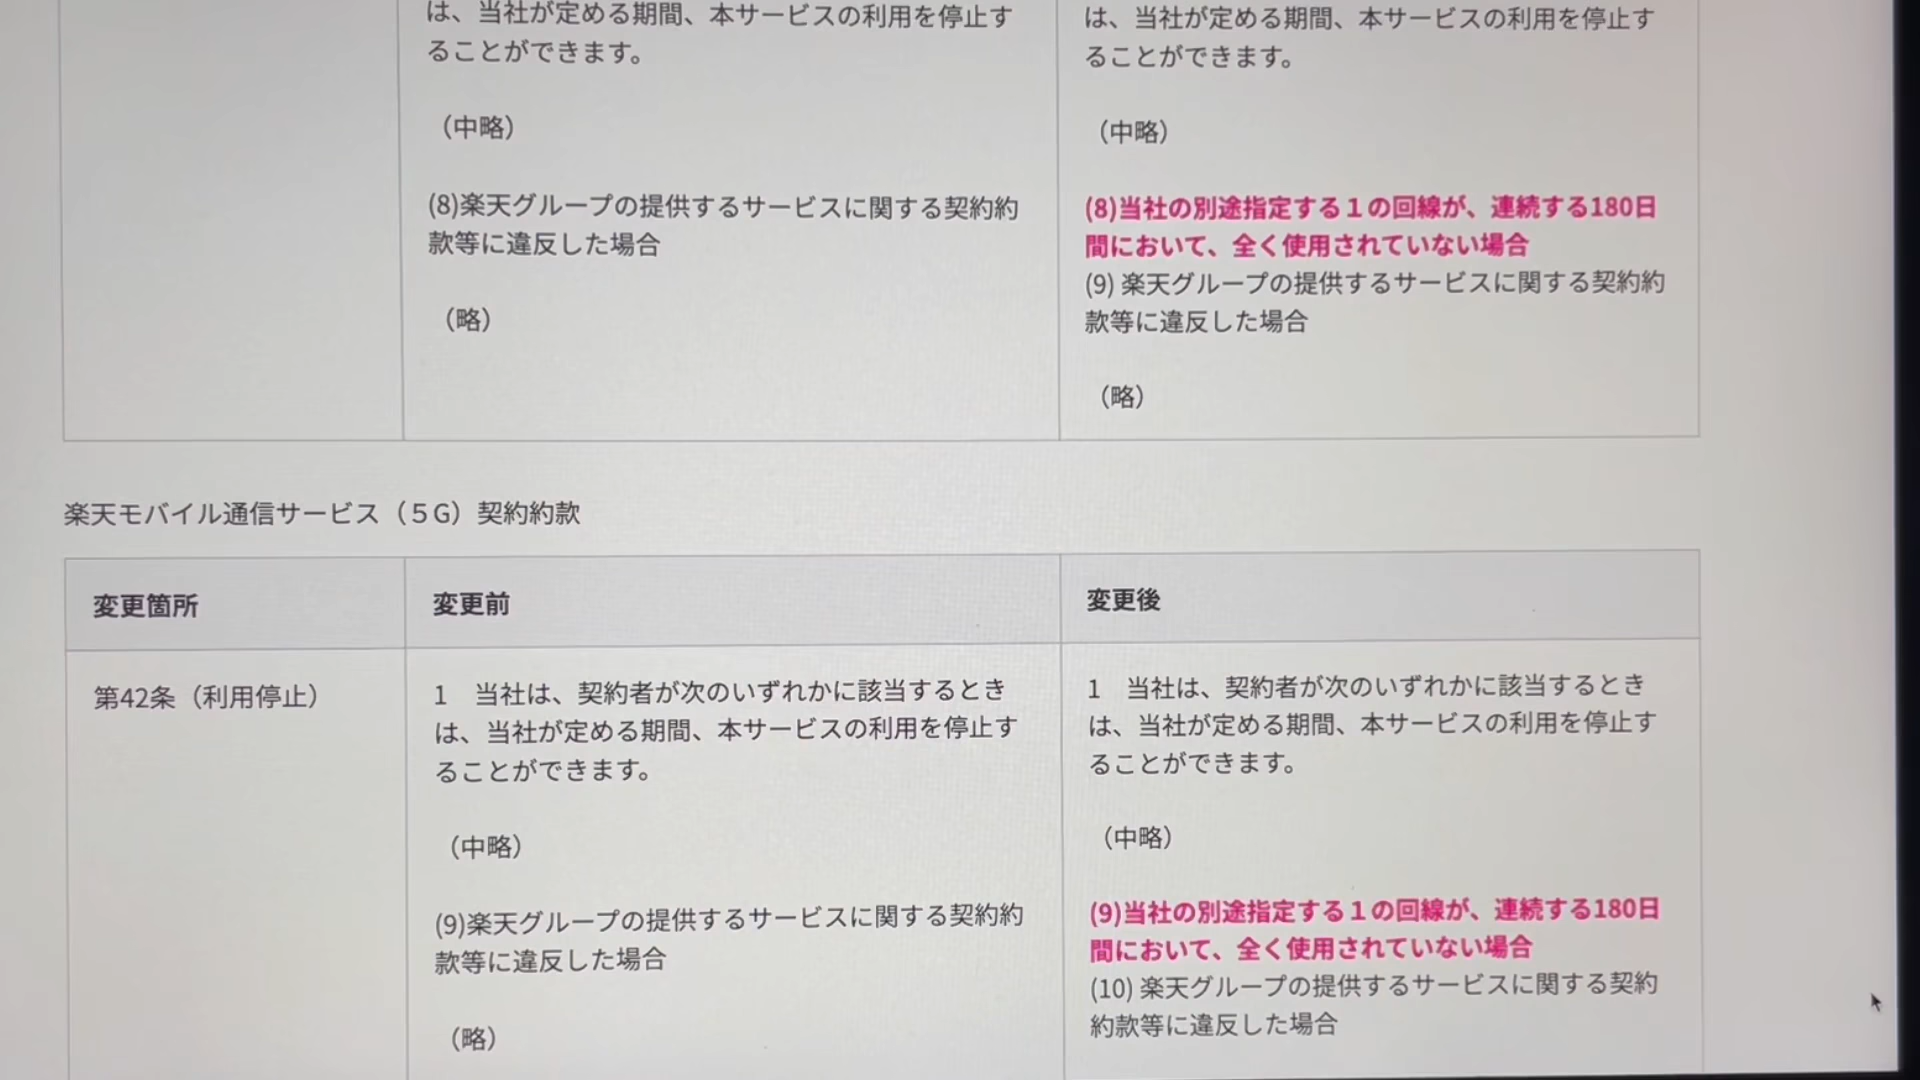 は、当社が定める期間、本サービスの利用を停止す
ることができます。
（中略）
(8)楽天グループの提供するサービスに関する契約約
款等に違反した場合
（略）
は、当社が定める期間、本サービスの利用を停止す
ることができます。
（中略）
(8)当社の別途指定する１の回線が、連続する180日
間において、全く使用されていない場合
(9) 楽天グループの提供するサービスに関する契約約
款等に違反した場合
（略）
楽天モバイル通信サービス（５G）契約約款
変更箇所
変更前
変更後
第42条（利用停止）
1　当社は、契約者が次のいずれかに該当するとき
は、当社が定める期間、本サービスの利用を停止す
ることができます。
（中略）
(9)楽天グループの提供するサービスに関する契約約
款等に違反した場合
（略）
1　当社は、契約者が次のいずれかに該当するとき
は、当社が定める期間、本サービスの利用を停止す
ることができます。
（中略）
(9)当社の別途指定する１の回線が、連続する180日
間において、全く使用されていない場合
(10) 楽天グループの提供するサービスに関する契約
約款等に違反した場合